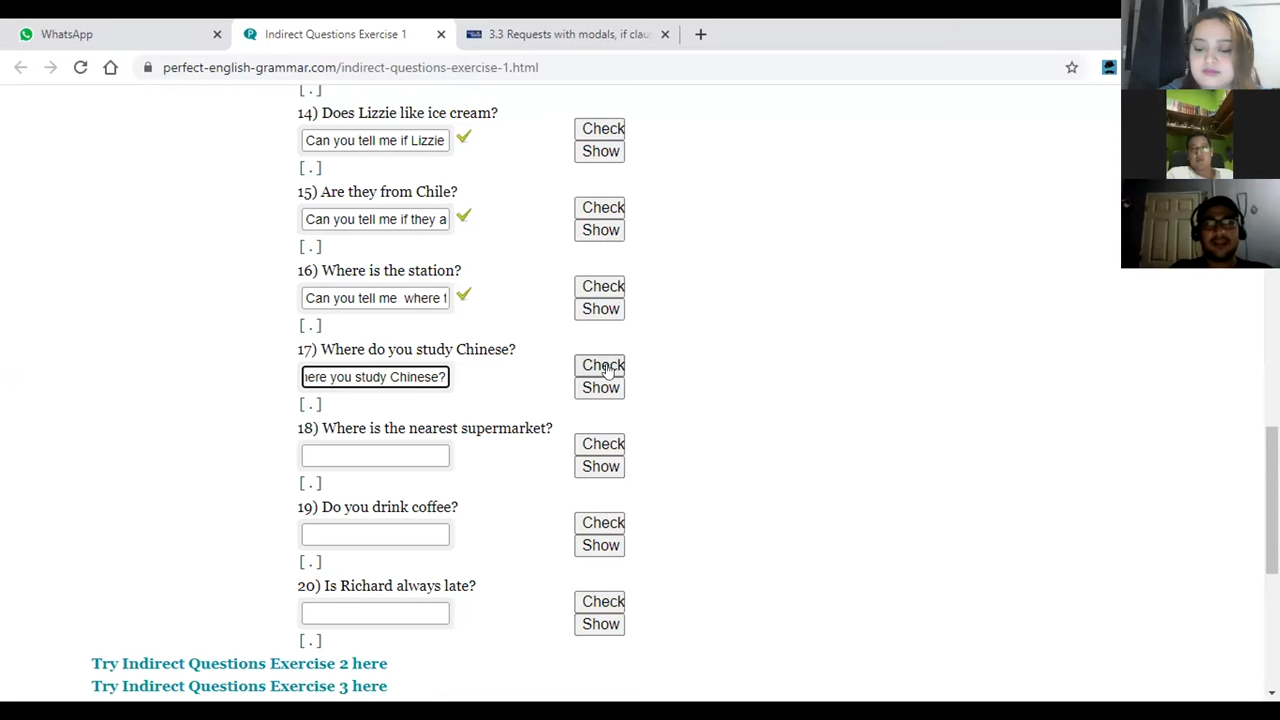 WhatsApp
Indirect Questions Exercise 1
3.3 Requests with modals, if clau
perfect-english-grammar.com/indirect-questions-exercise-1.html
[ . ]
14) Does Lizzie like ice cream?
Can you tell me if Lizzie
Check
Show
[ . ]
15) Are they from Chile?
Can you tell me if they a
Check
Show
[ . ]
16) Where is the station?
Can you tell me  where t
Check
Show
[ . ]
17) Where do you study Chinese?
here you study Chinese?
Check
Show
[ . ]
18) Where is the nearest supermarket?
Check
Show
[ . ]
19) Do you drink coffee?
Check
Show
[ . ]
20) Is Richard always late?
Check
Show
[ . ]
Try Indirect Questions Exercise 2 here
Try Indirect Questions Exercise 3 here